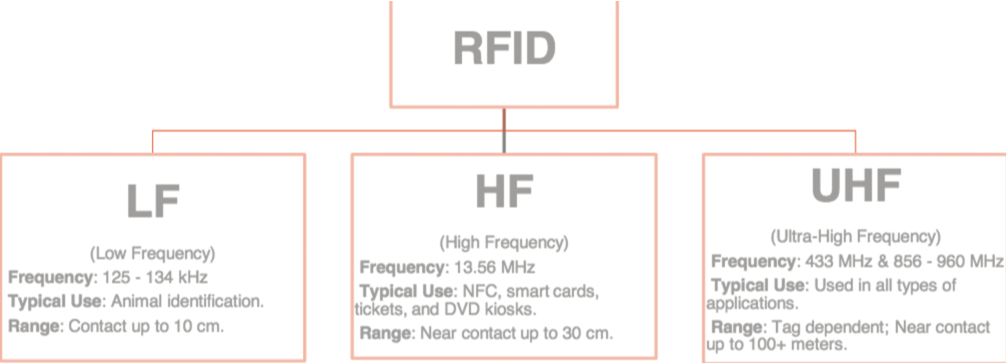 RFID
LF
(Low Frequency)
Frequency: 125 - 134 kHz
Typical Use: Animal identification.
Range: Contact up to 10 cm.
HF
(High Frequency)
Frequency: 13.56 MHz
Typical Use: NFC, smart cards,
tickets, and DVD kiosks.
Range: Near contact up to 30 cm.
UHF
(Ultra-High Frequency)
Frequency: 433 MHz & 856 - 960 MHz
Typical Use: Used in all types of
applications.
Range: Tag dependent; Near contact
up to 100+ meters.